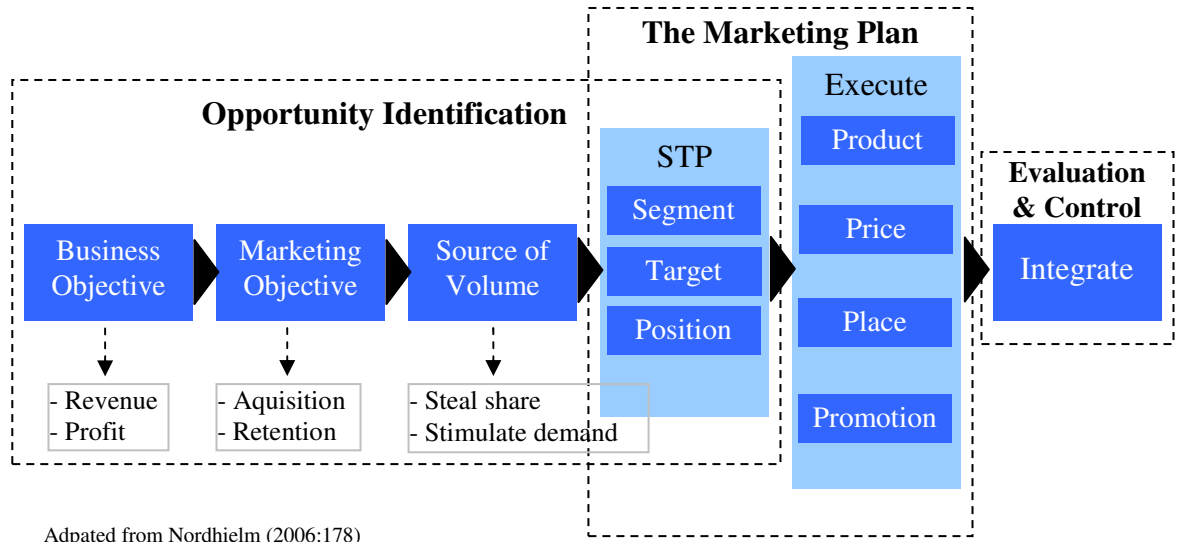 The Marketing Plan
Opportunity Identification
Execute
Product
Price
Place
Promotion
STP
Segment
Target
Position
Evaluation
& Control
Integrate
Business
Objective
Marketing
Objective
Source of
Volume
- Revenue
- Profit
- Aquisition
- Retention
- Steal share
- Stimulate demand
Adpated from Nordhielm (2006:178)